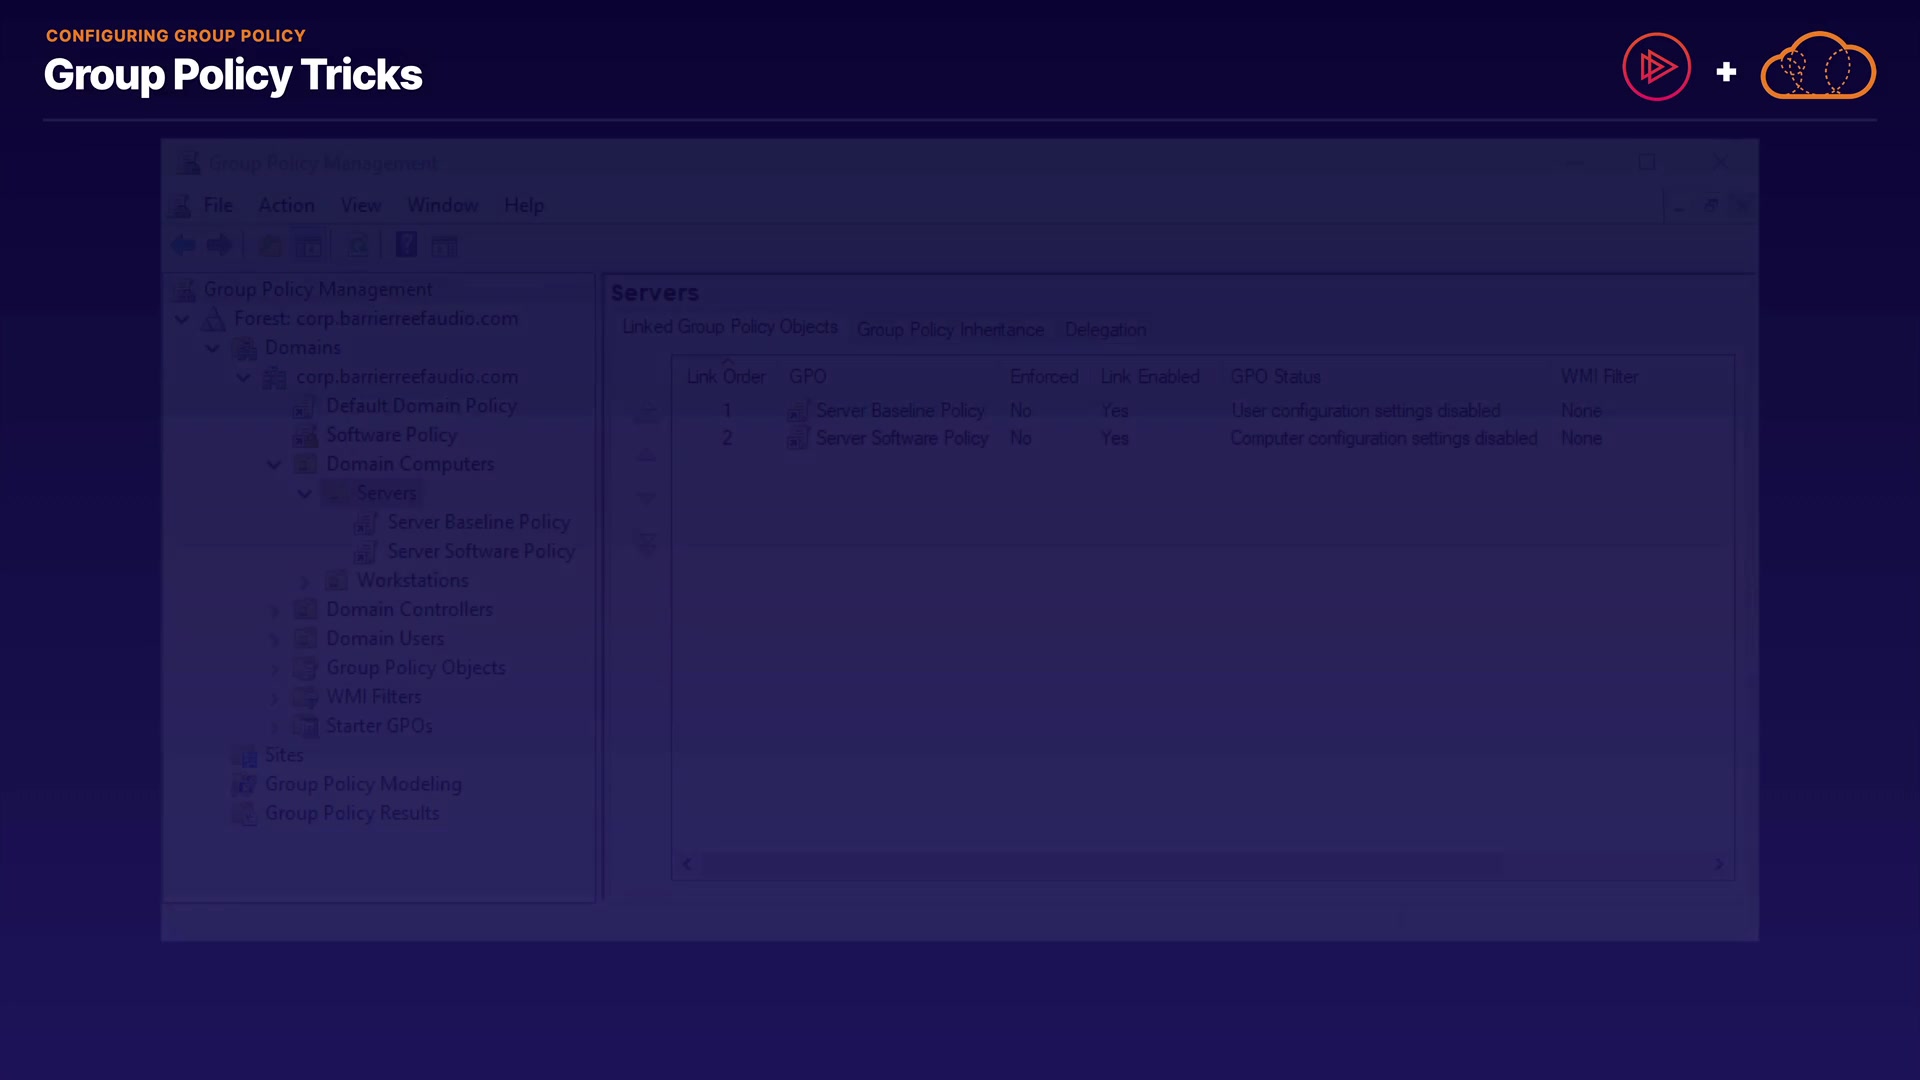 CONFIGURING GROUP POLICY
Group Policy Tricks
Group Policy Management
File Action View Window Help
Group Policy Management
Forest: corp.barrierreefaudio.com
Domains
corp.barrierreefaudio.com
Default Domain Policy
Software Policy
Domain Computers
Servers
Server Baseline Policy
Server Software Policy
Workstations
Domain Controllers
Domain Users
Group Policy Objects
WMI Filters
Starter GPOs
Sites
Group Policy Modeling
Group Policy Results
Servers
Linked Group Policy Objects Group Policy Inheritance Delegation
Link Order GPO Enforced Link Enabled GPO Status WMI Filter
1 Server Baseline Policy No Yes User configuration settings disabled None
2 Server Software Policy No Yes Computer configuration settings disabled None